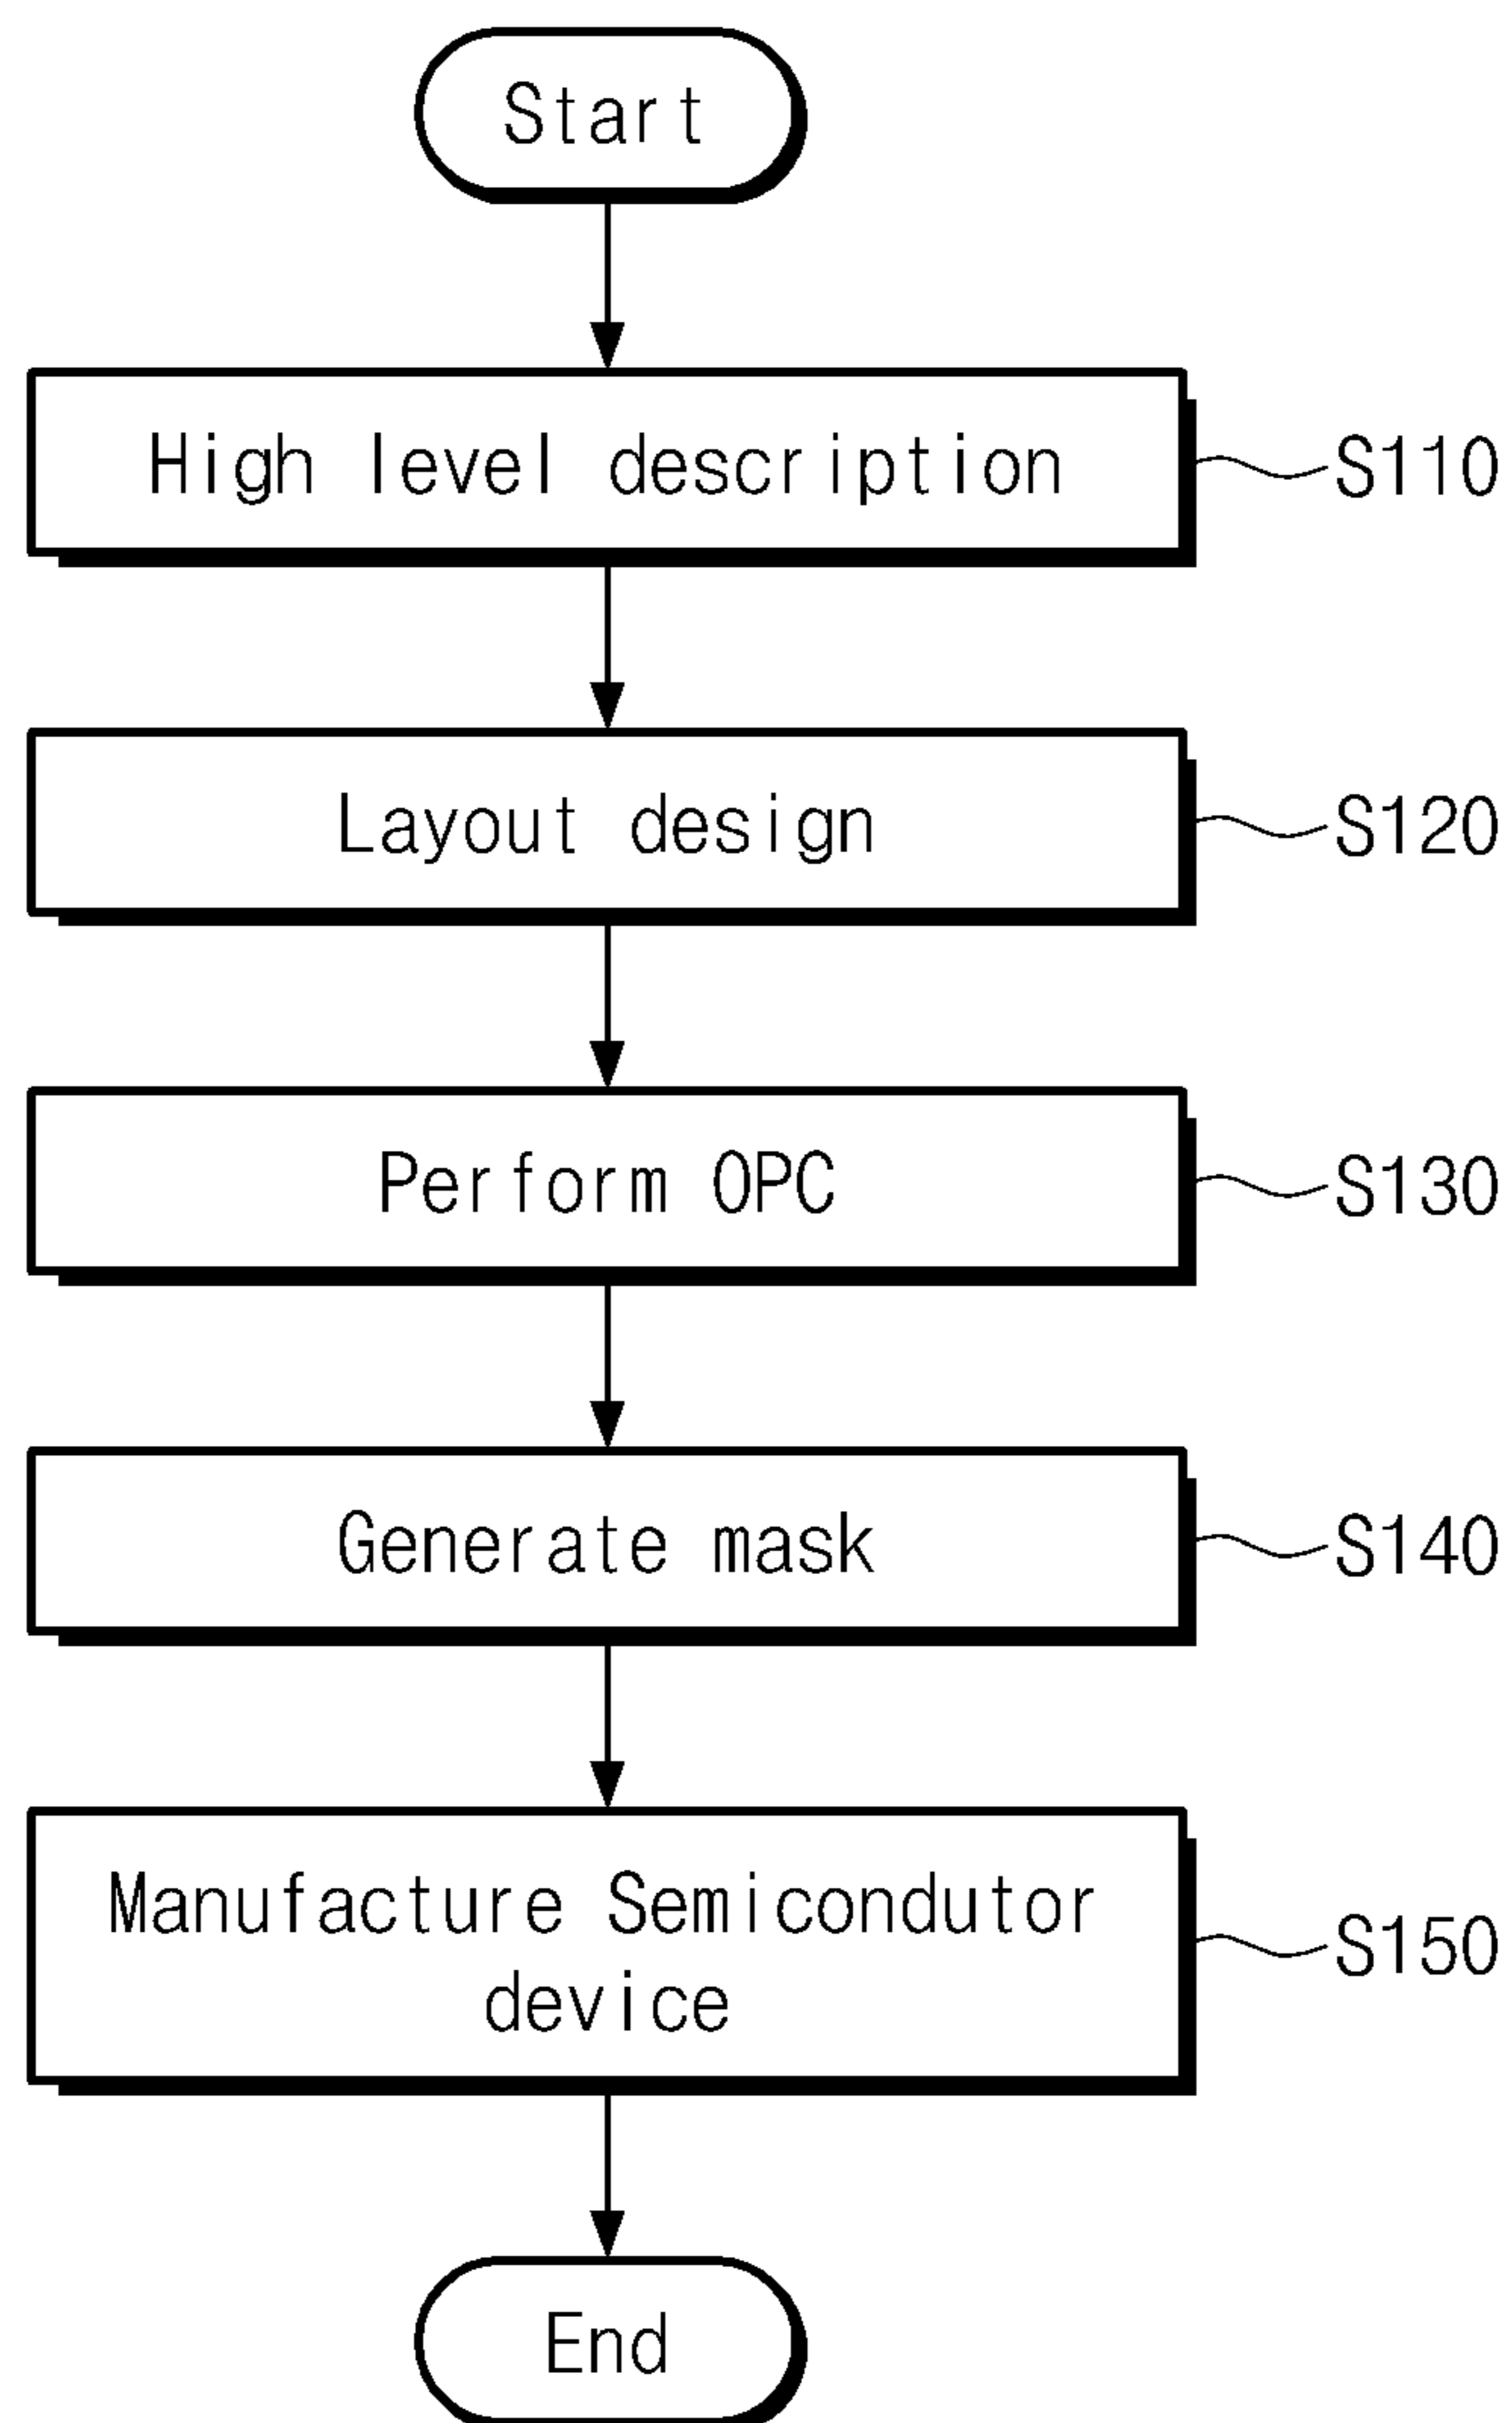 Start
High level description
S110
Layout design
S120
Perform OPC
S130
Generate mask
S140
Manufacture Semicondutor
device
S150
End